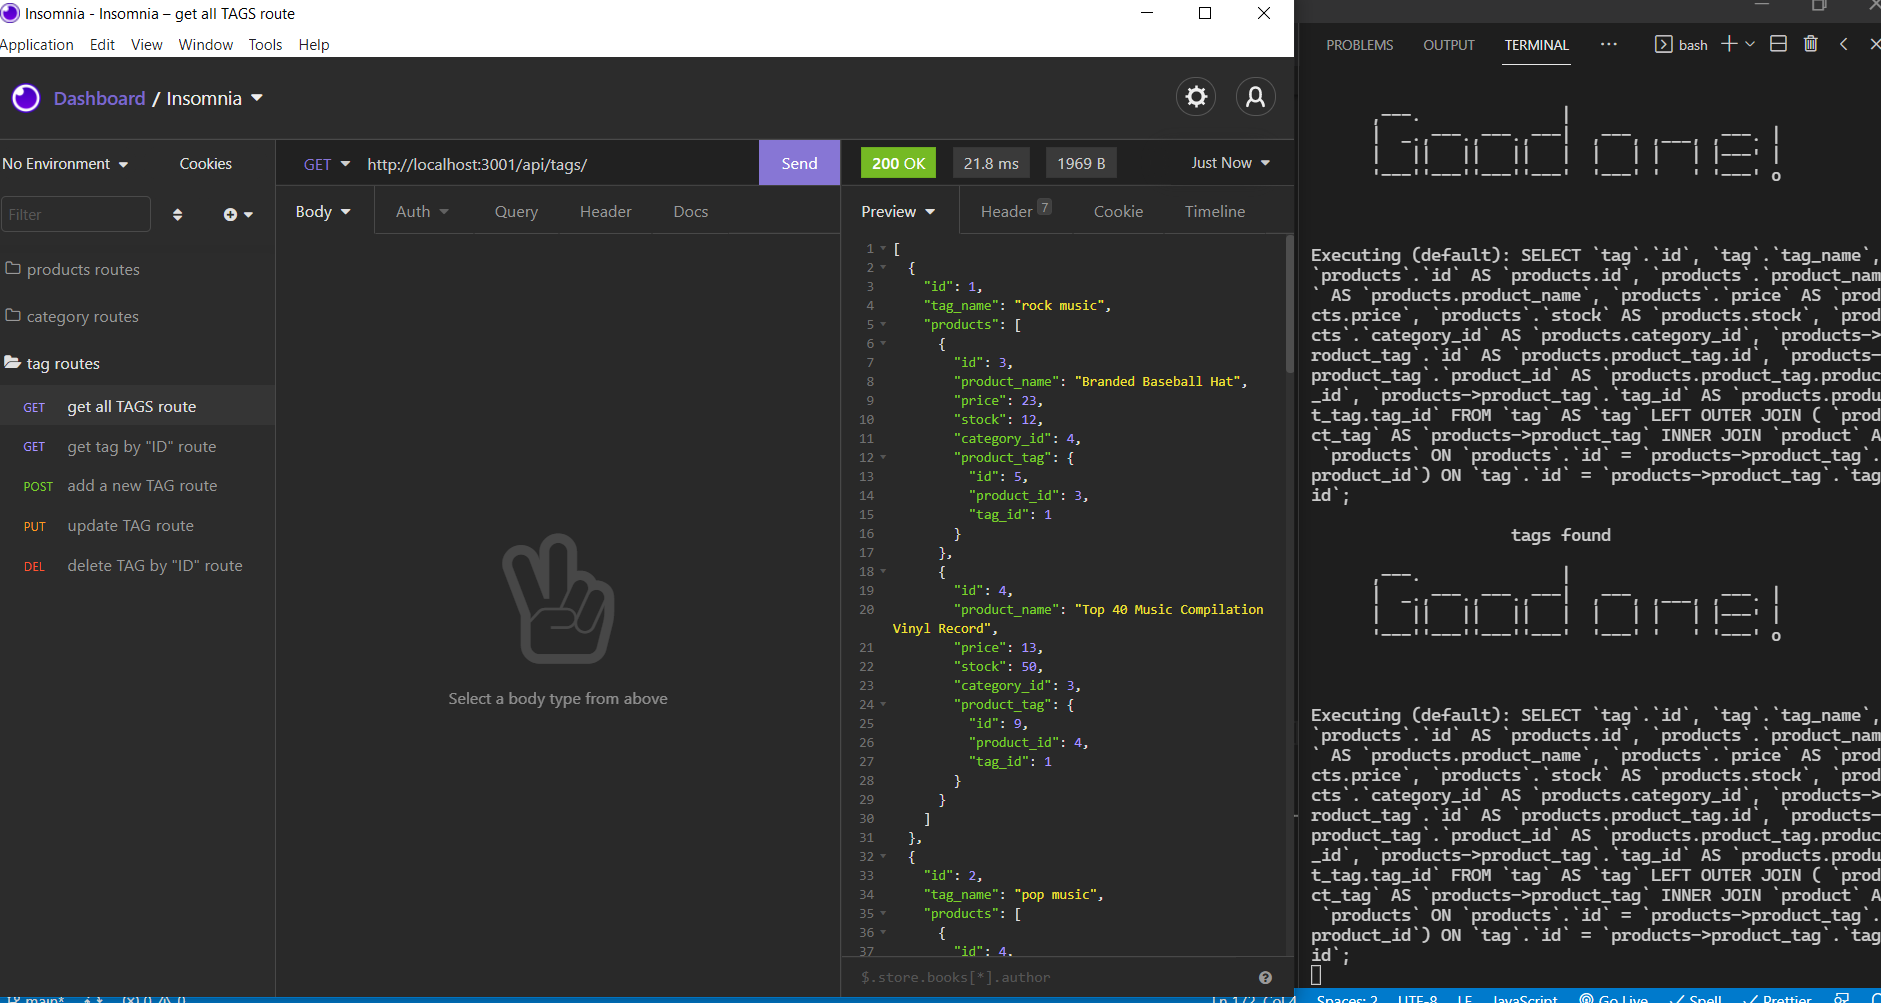 Insomnia - Insomnia – get all TAGS route
Application Edit View Window Tools Help
Dashboard / Insomnia
No Environment Cookies
Filter
products routes
category routes
tag routes
GET get all TAGS route
GET get tag by "ID" route
POST add a new TAG route
PUT update TAG route
DEL delete TAG by "ID" route
GET http://localhost:3001/api/tags/ Send
Body Auth Query Header Docs
Select a body type from above
200 OK 21.8 ms 1969 B Just Now
Preview Header 7 Cookie Timeline
1 [
2 {
3 "id": 1,
4 "tag_name": "rock music",
5 "products": [
6 {
7 "id": 3,
8 "product_name": "Branded Baseball Hat",
9 "price": 23,
10 "stock": 12,
11 "category_id": 4,
12 "product_tag": {
13 "id": 5,
14 "product_id": 3,
15 "tag_id": 1
16 }
17 },
18 {
19 "id": 4,
20 "product_name": "Top 40 Music Compilation
Vinyl Record",
21 "price": 13,
22 "stock": 50,
23 "category_id": 3,
24 "product_tag": {
25 "id": 9,
26 "product_id": 4,
27 "tag_id": 1
28 }
29 }
30 ]
31 },
32 {
33 "id": 2,
34 "tag_name": "pop music",
35 "products": [
36 {
37 "id": 4,
$.store.books[*].author
PROBLEMS OUTPUT TERMINAL ··· bash
Good one!
Executing (default): SELECT `tag`.`id`, `tag`.`tag_name`,
`products`.`id` AS `products.id`, `products`.`product_nam
` AS `products.product_name`, `products`.`price` AS `prod
cts.price`, `products`.`stock` AS `products.stock`, `prod
cts`.`category_id` AS `products.category_id`, `products->
roduct_tag`.`id` AS `products.product_tag.id`, `products-
product_tag`.`product_id` AS `products.product_tag.produc
_id`, `products->product_tag`.`tag_id` AS `products.produ
t_tag.tag_id` FROM `tag` AS `tag` LEFT OUTER JOIN ( `prod
ct_tag` AS `products->product_tag` INNER JOIN `product` A
`products` ON `products`.`id` = `products->product_tag`.
product_id`) ON `tag`.`id` = `products->product_tag`.`tag
id`;
tags found
Good one!
Executing (default): SELECT `tag`.`id`, `tag`.`tag_name`,
`products`.`id` AS `products.id`, `products`.`product_nam
` AS `products.product_name`, `products`.`price` AS `prod
cts.price`, `products`.`stock` AS `products.stock`, `prod
cts`.`category_id` AS `products.category_id`, `products->
roduct_tag`.`id` AS `products.product_tag.id`, `products-
product_tag`.`product_id` AS `products.product_tag.produc
_id`, `products->product_tag`.`tag_id` AS `products.produ
t_tag.tag_id` FROM `tag` AS `tag` LEFT OUTER JOIN ( `prod
ct_tag` AS `products->product_tag` INNER JOIN `product` A
`products` ON `products`.`id` = `products->product_tag`.
product_id`) ON `tag`.`id` = `products->product_tag`.`tag
id`;
main* 0 0 Ln 172, Col 4 Spaces: 2 UTF-8 LF JavaScript Go Live Spell Prettier